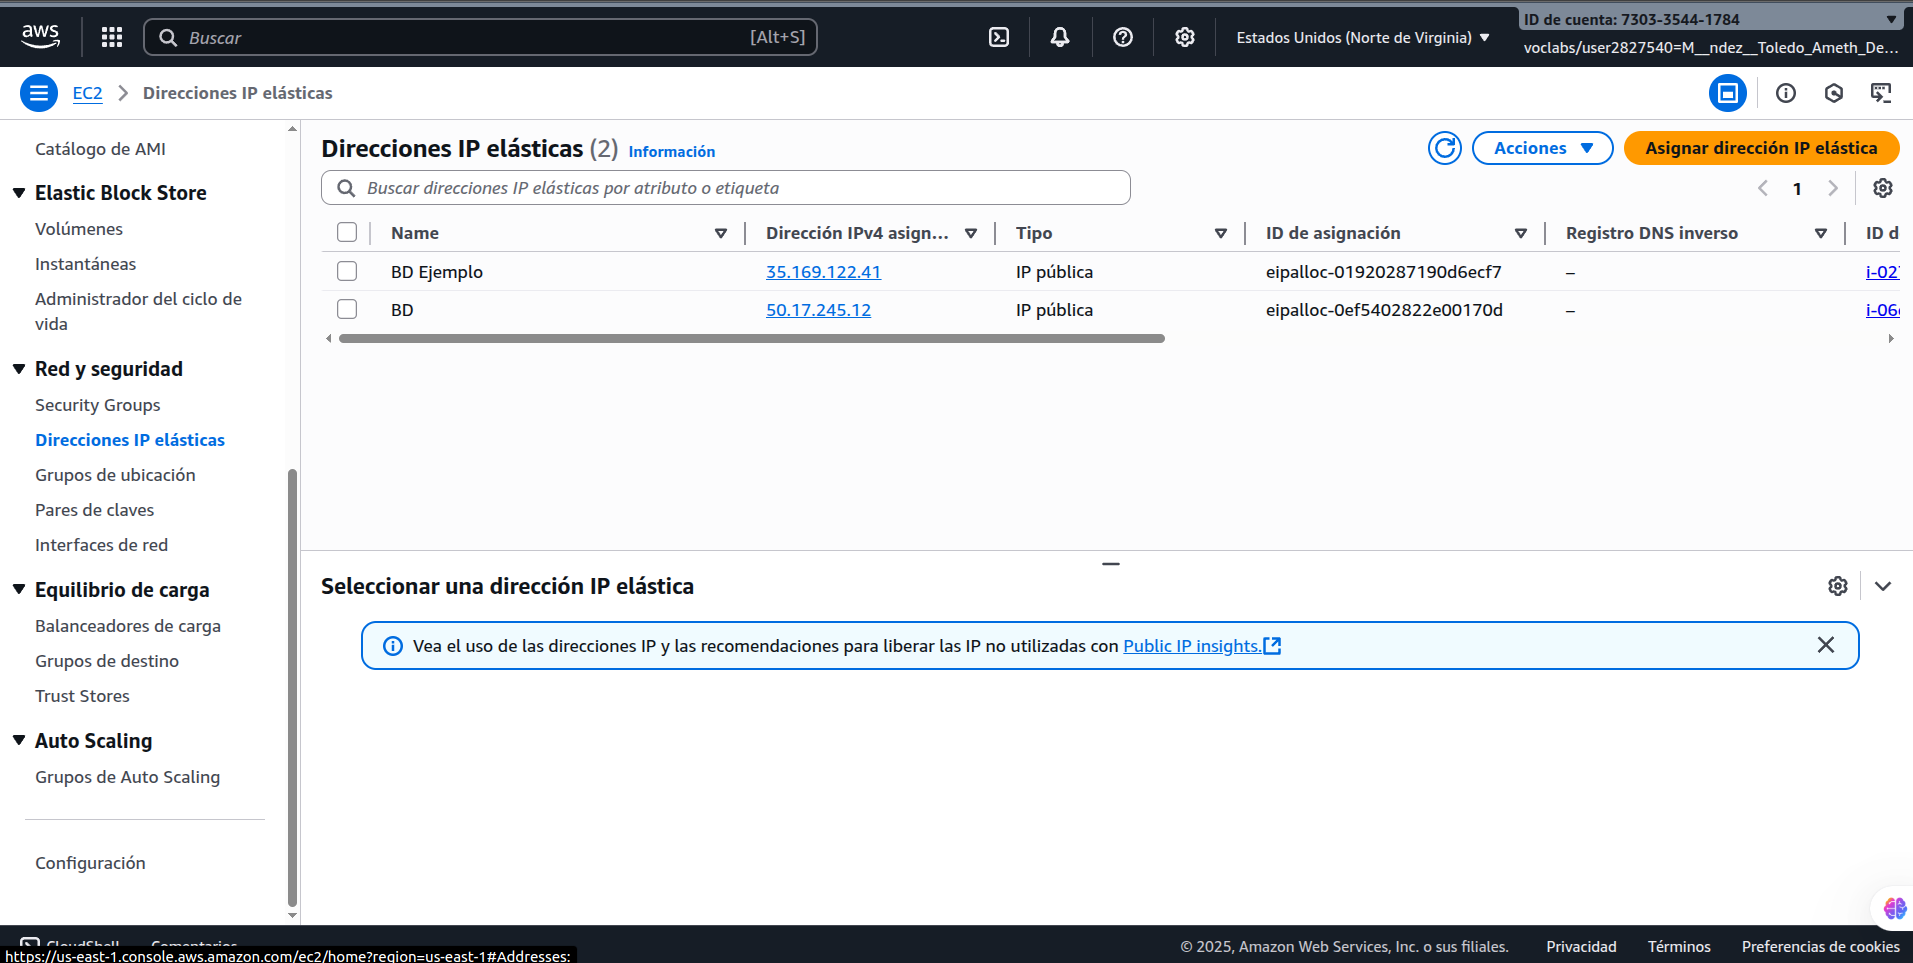 aws
Buscar
[Alt+S]
Estados Unidos (Norte de Virginia)
ID de cuenta: 7303-3544-1784
voclabs/user2827540=M__ndez__Toledo_Ameth_De...
EC2
Direcciones IP elásticas
Catálogo de AMI
Elastic Block Store
Volúmenes
Instantáneas
Administrador del ciclo de
vida
Red y seguridad
Security Groups
Direcciones IP elásticas
Grupos de ubicación
Pares de claves
Interfaces de red
Equilibrio de carga
Balanceadores de carga
Grupos de destino
Trust Stores
Auto Scaling
Grupos de Auto Scaling
Configuración
Direcciones IP elásticas (2) Información
Acciones
Asignar dirección IP elástica
Buscar direcciones IP elásticas por atributo o etiqueta
1
Name Dirección IPv4 asign... Tipo ID de asignación Registro DNS inverso ID d
BD Ejemplo 35.169.122.41 IP pública eipalloc-01920287190d6ecf7 – i-02
BD 50.17.245.12 IP pública eipalloc-0ef5402822e00170d – i-06
Seleccionar una dirección IP elástica
Vea el uso de las direcciones IP y las recomendaciones para liberar las IP no utilizadas con Public IP insights.
CloudShell Comentarios
© 2025, Amazon Web Services, Inc. o sus filiales. Privacidad Términos Preferencias de cookies
https://us-east-1.console.aws.amazon.com/ec2/home?region=us-east-1#Addresses: